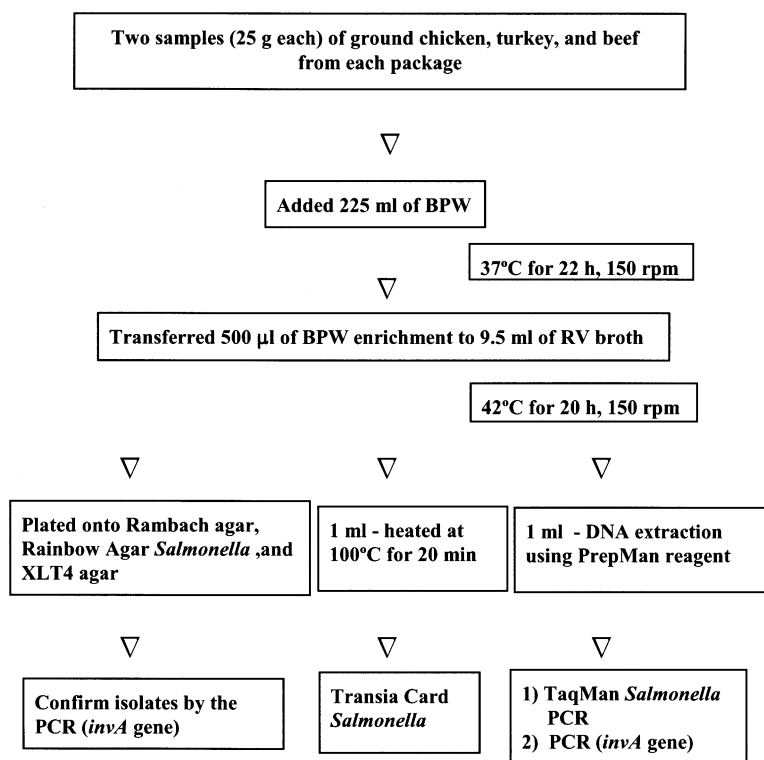 Two samples (25 g each) of ground chicken, turkey, and beef
from each package
Added 225 ml of BPW
37ºC for 22 h, 150 rpm
Transferred 500 µl of BPW enrichment to 9.5 ml of RV broth
42ºC for 20 h, 150 rpm
Plated onto Rambach agar,
Rainbow Agar Salmonella ,and
XLT4 agar
1 ml - heated at
100ºC for 20 min
1 ml - DNA extraction
using PrepMan reagent
Confirm isolates by the
PCR (invA gene)
Transia Card
Salmonella
1) TaqMan Salmonella
PCR
2) PCR (invA gene)